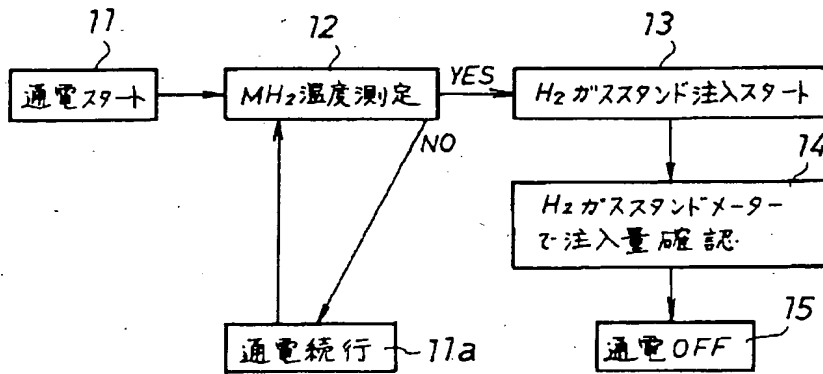 11
通電スタート
12
MH2温度測定
YES
NO
13
H2ガススタンド注入スタート
14
H2ガススタンドメーター
で注入量確認
通電続行
11a
通電OFF
15